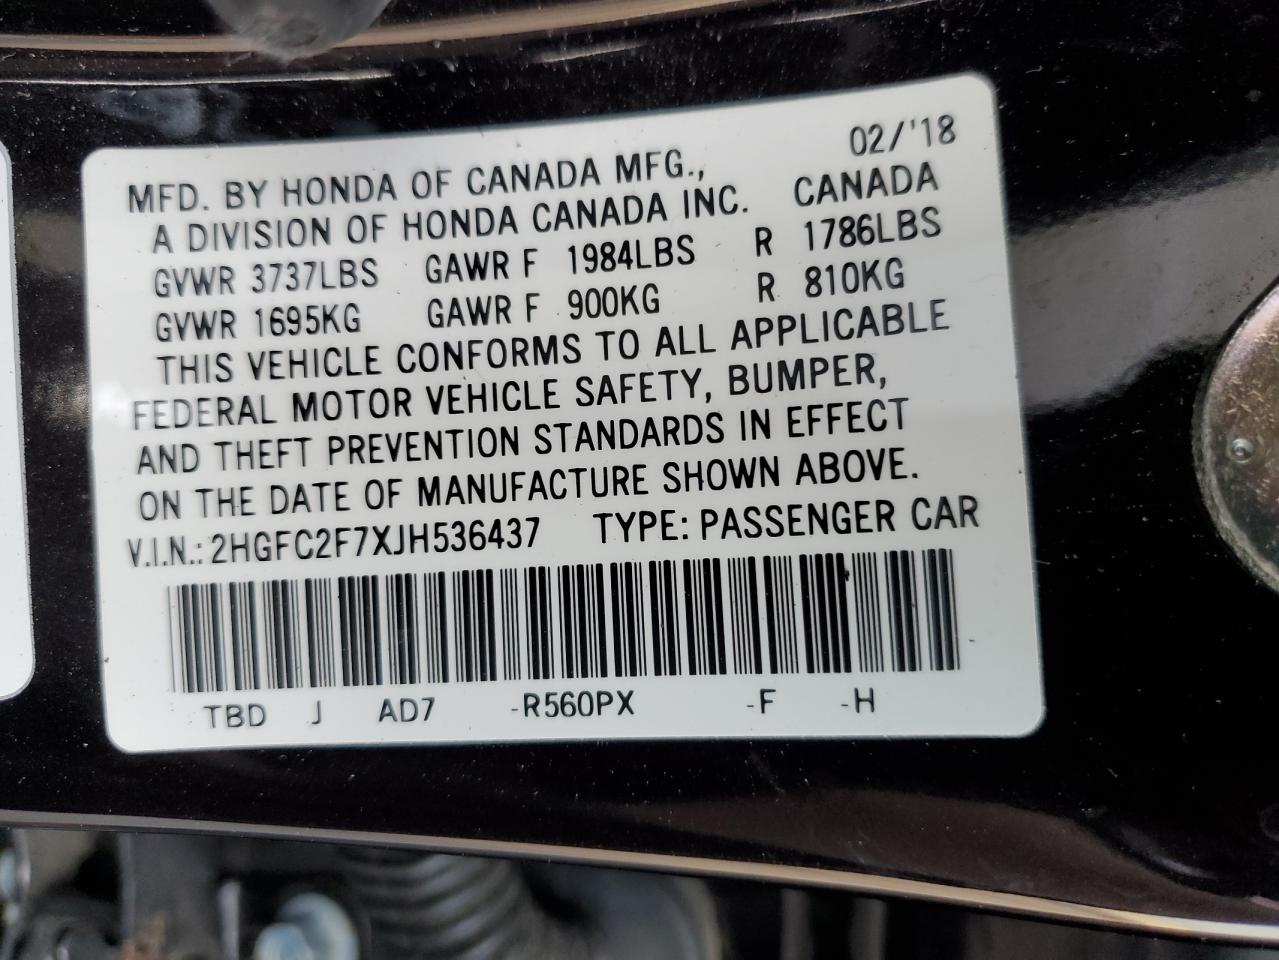 02/'18
MFD. BY HONDA OF CANADA MFG.,
A DIVISION OF HONDA CANADA INC. CANADA
GVWR 3737LBS GAWR F 1984LBS R 1786LBS
GVWR 1695KG GAWR F 900KG R 810KG
THIS VEHICLE CONFORMS TO ALL APPLICABLE
FEDERAL MOTOR VEHICLE SAFETY, BUMPER,
AND THEFT PREVENTION STANDARDS IN EFFECT
ON THE DATE OF MANUFACTURE SHOWN ABOVE.
V.I.N.: 2HGFC2F7XJH536437 TYPE: PASSENGER CAR
TBD J AD7 -R560PX -F -H